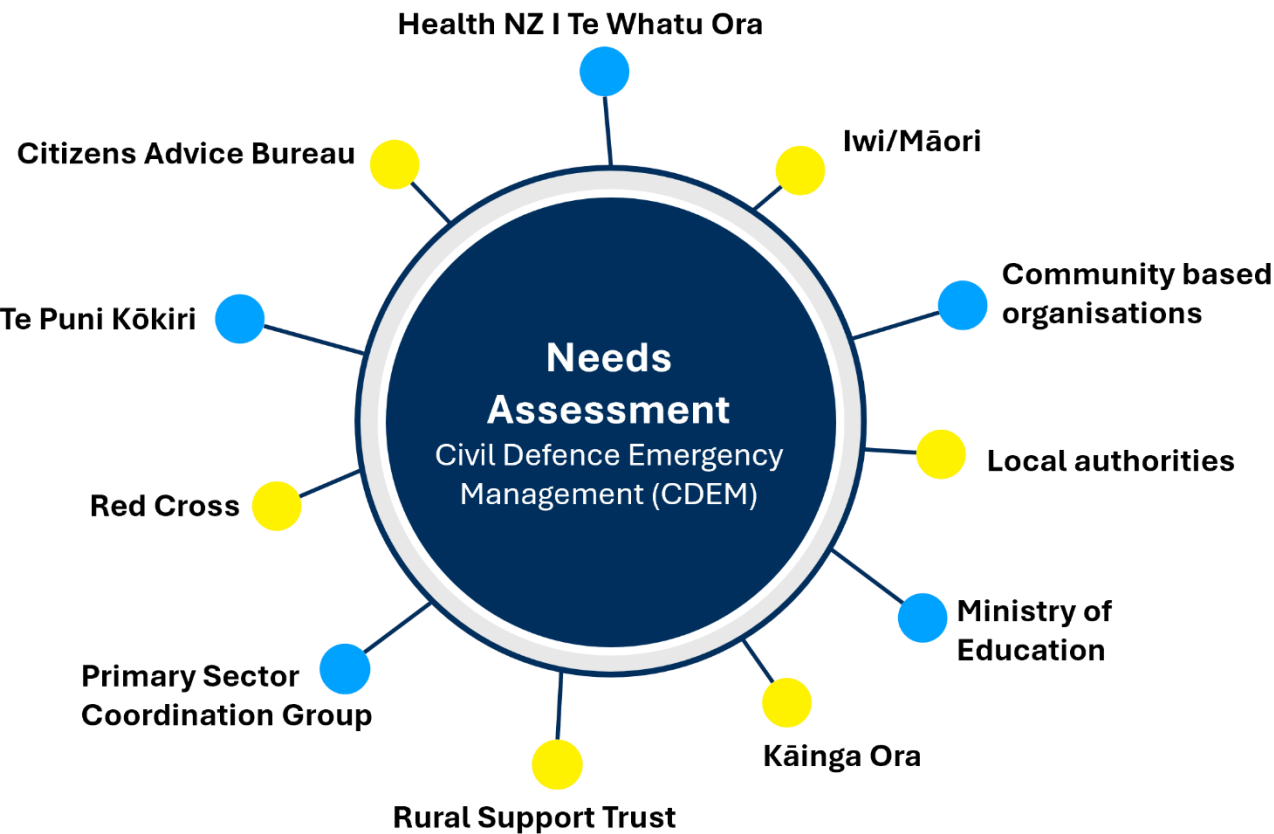 Health NZ I Te Whatu Ora
Citizens Advice Bureau
Iwi/Māori
Community based
organisations
Te Puni Kōkiri
Needs
Assessment
Civil Defence Emergency
Management (CDEM)
Local authorities
Red Cross
Ministry of
Education
Primary Sector
Coordination Group
Kāinga Ora
Rural Support Trust